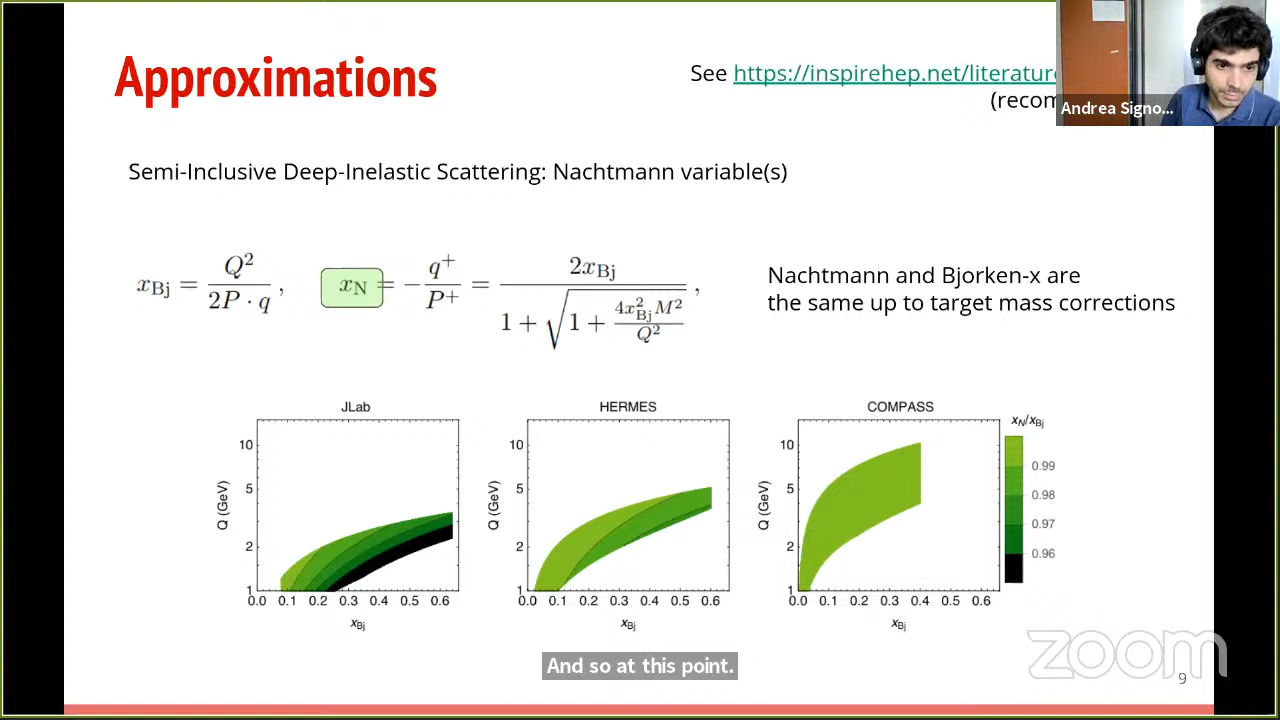 Approximations
See https://inspirehep.net/literature
Andrea Signo...
Semi-Inclusive Deep-Inelastic Scattering: Nachtmann variable(s)
x_Bj = Q² / 2P · q , x_N = − q⁺ / P⁺ = 2x_Bj / 1 + √(1 + 4x²_Bj M² / Q²) ,
Nachtmann and Bjorken-x are
the same up to target mass corrections
JLab
HERMES
COMPASS
x_N/x_Bj
0.99
0.98
0.97
0.96
Q (GeV)
10
5
2
1
0.0 0.1 0.2 0.3 0.4 0.5 0.6
x_Bj
Q (GeV)
10
5
2
1
0.0 0.1 0.2 0.3 0.4 0.5 0.6
x_Bj
Q (GeV)
10
5
2
1
0.0 0.1 0.2 0.3 0.4 0.5 0.6
x_Bj
And so at this point.
zoom
9